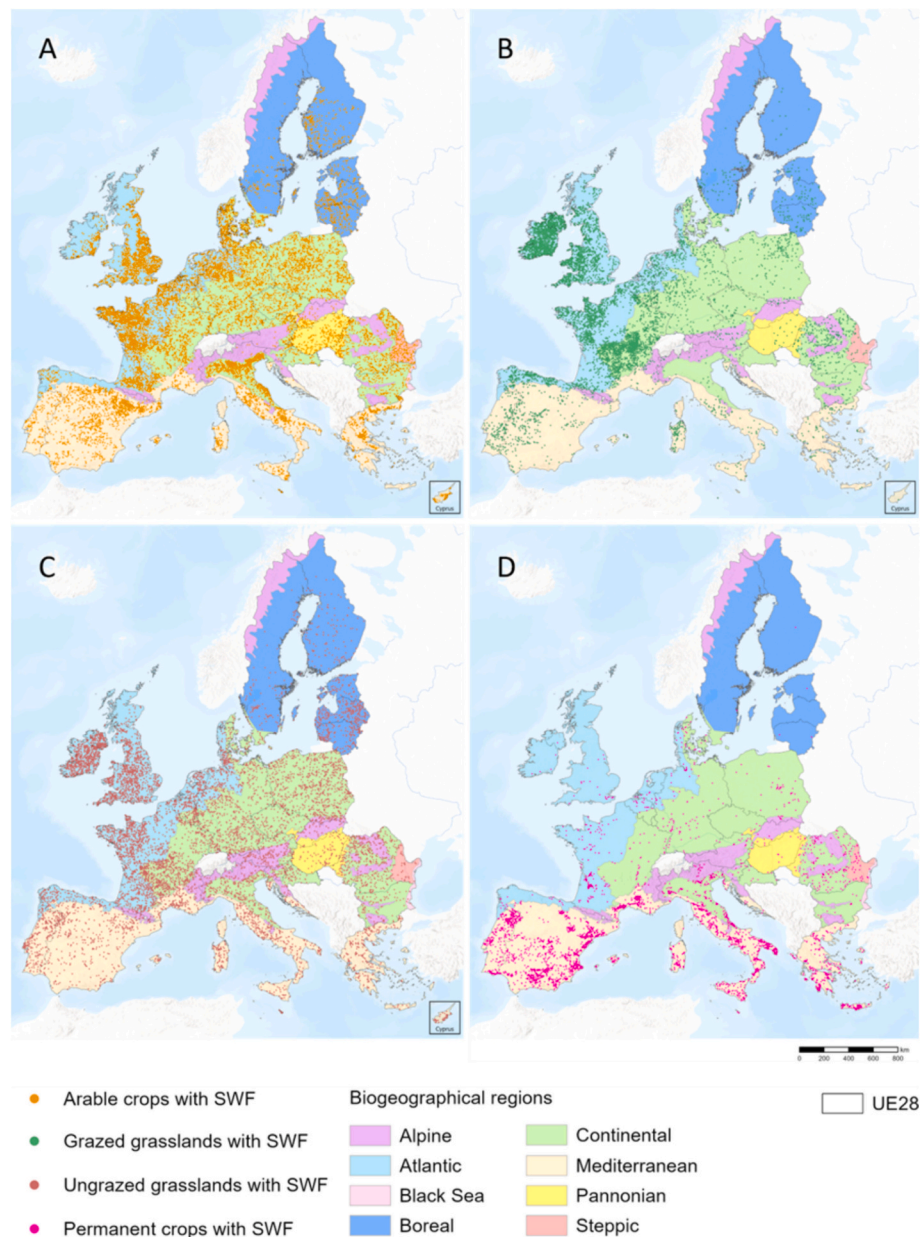 A
B
Cyprus
Cyprus
C
D
Cyprus
km
0 200 400 600 800
Arable crops with SWF
Grazed grasslands with SWF
Ungrazed grasslands with SWF
Permanent crops with SWF
Biogeographical regions
Alpine
Atlantic
Black Sea
Boreal
Continental
Mediterranean
Pannonian
Steppic
UE28